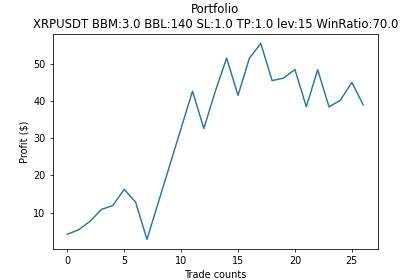 Portfolio
XRPUSDT BBM:3.0 BBL:140 SL:1.0 TP:1.0 lev:15 WinRatio:70.0
50
40
30
20
10
Profit ($)
0 5 10 15 20 25
Trade counts